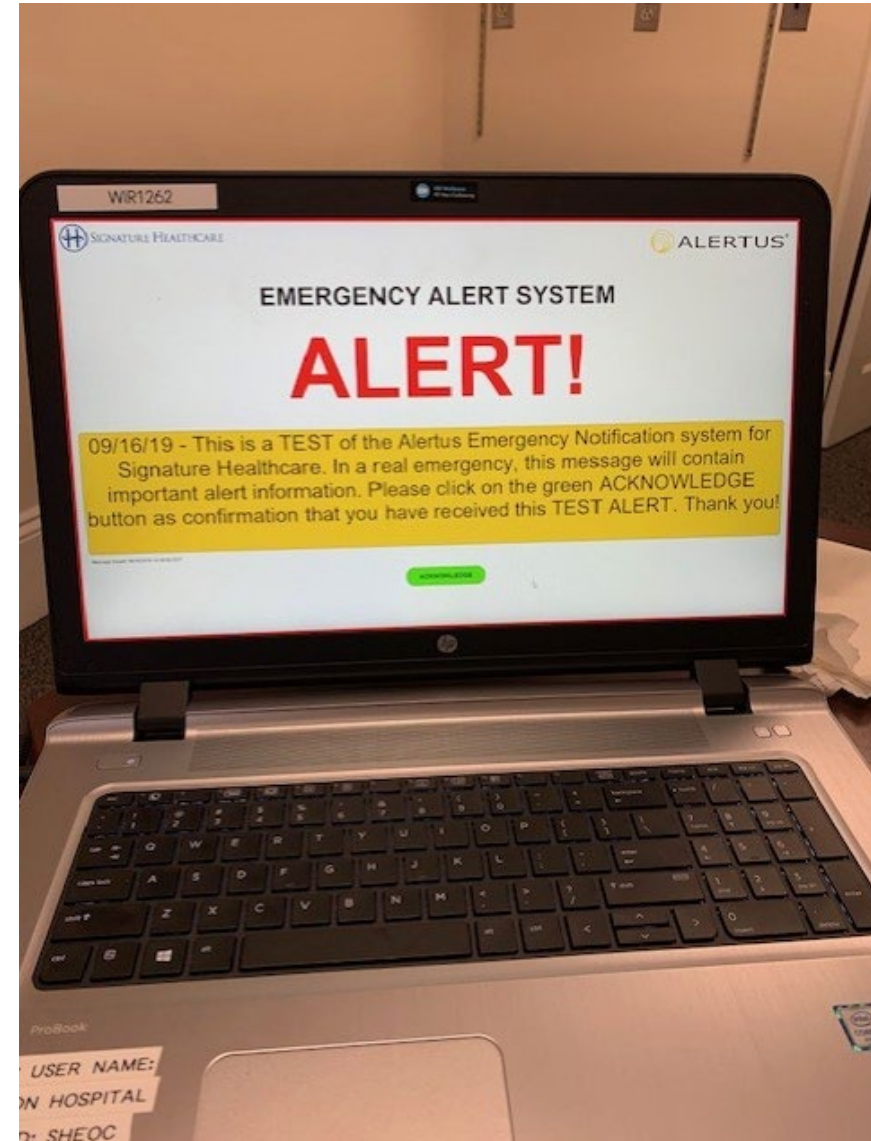 WIR1262
SIGNATURE HEALTHCARE
ALERTUS
EMERGENCY ALERT SYSTEM
ALERT!
09/16/19 - This is a TEST of the Alertus Emergency Notification system for
Signature Healthcare. In a real emergency, this message will contain
important alert information. Please click on the green ACKNOWLEDGE
button as confirmation that you have received this TEST ALERT. Thank you!
ACKNOWLEDGE
hp
Q W E R T Y U I O P
A S D F G H J K L
Z X C V B N M
ProBook
USER NAME:
ON HOSPITAL
SHEOC